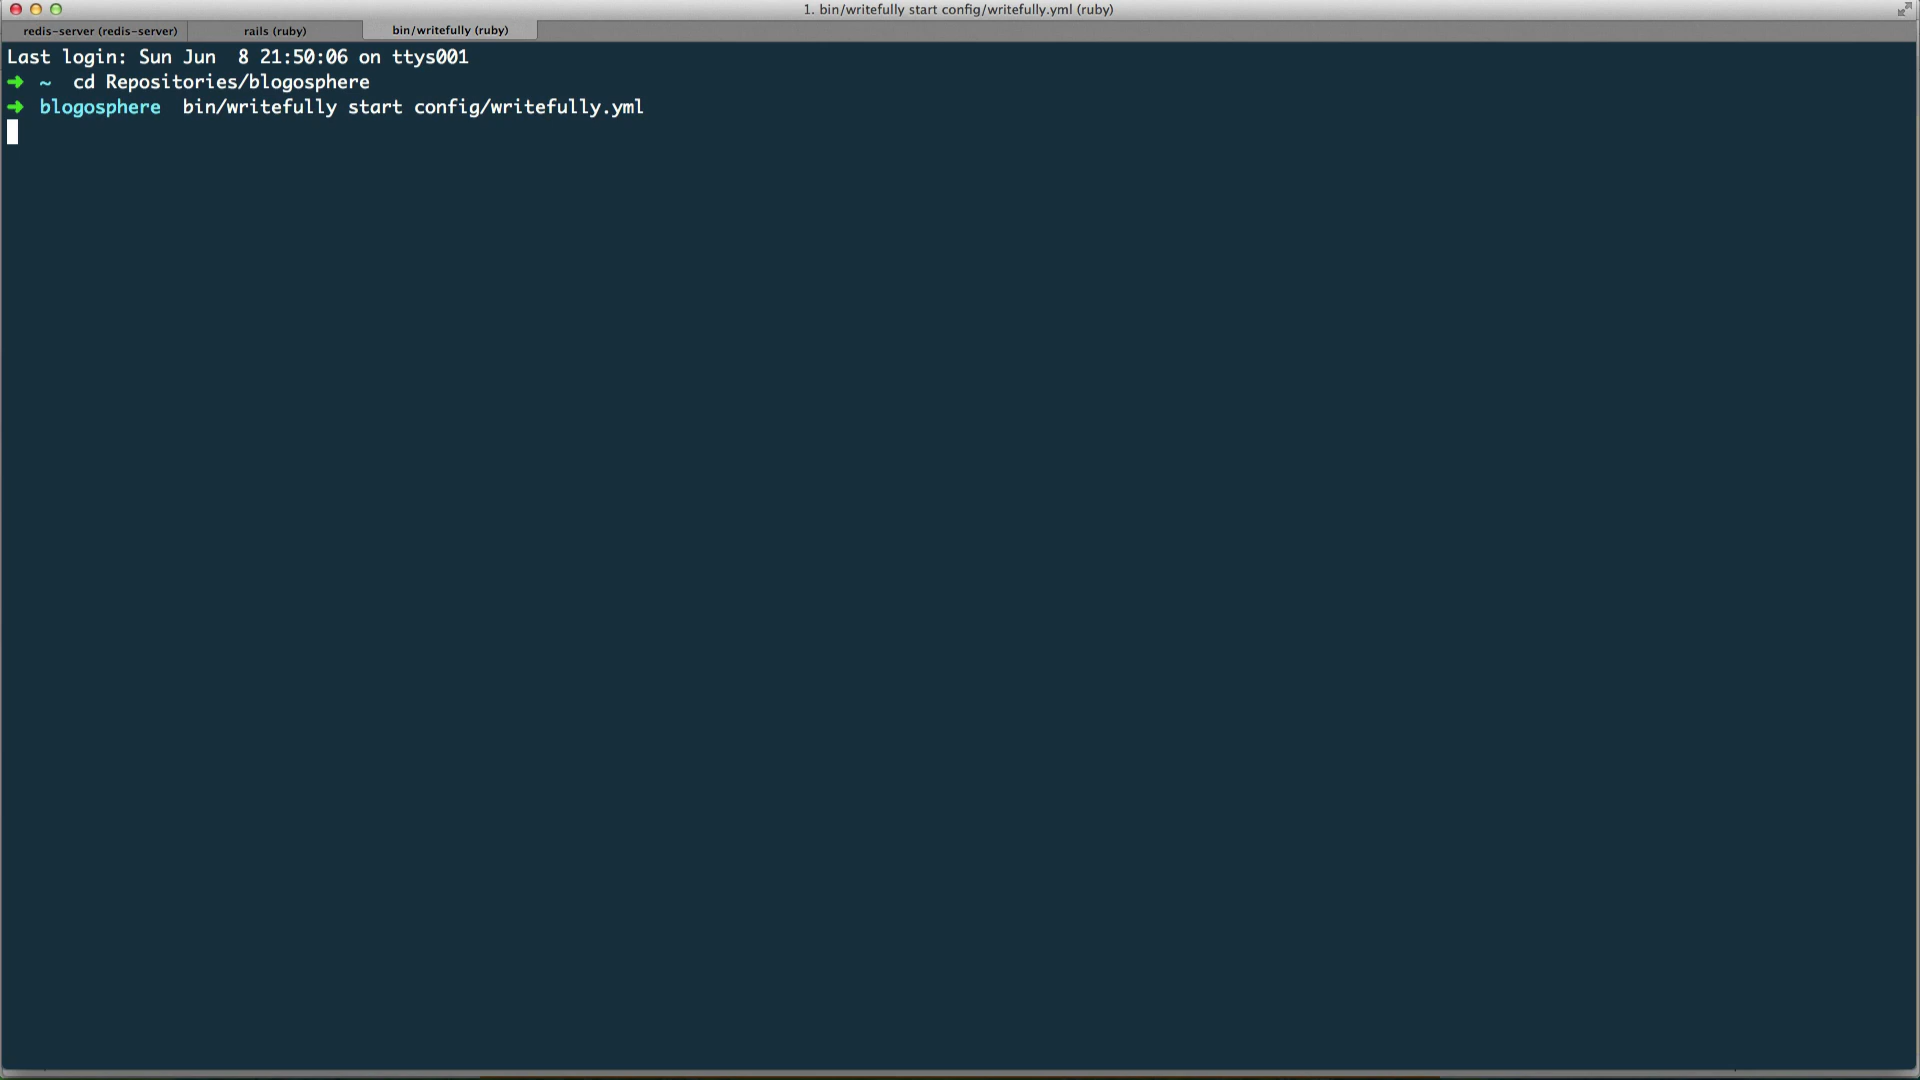 1. bin/writefully start config/writefully.yml (ruby)
redis-server (redis-server)
rails (ruby)
bin/writefully (ruby)
Last login: Sun Jun  8 21:50:06 on ttys001
➜  ~  cd Repositories/blogosphere
➜  blogosphere  bin/writefully start config/writefully.yml